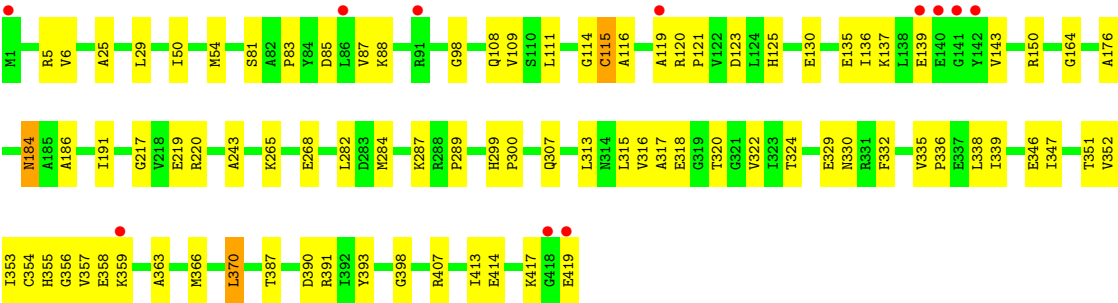 M1 R5 V6 A25 L29 I50 M54 S81 A82 P83 Y84 D85 L86 V87 K88 R91 G98 Q108 V109 S110 L111 G114 C115 A116 A119 R120 P121 V122 D123 L124 H125 E130 E135 I136 K137 L138 E139 E140 G141 Y142 V143 R150 G164 A176
N184 A185 A186 I191 G217 V218 E219 R220 A243 K265 E268 L282 D283 M284 K287 R288 P289 H299 P300 Q307 L313 N314 L315 V316 A317 E318 G319 T320 G321 V322 I323 T324 E329 N330 R331 F332 V335 P336 E337 L338 I339 E346 I347 T351 V352
I353 C354 H355 G356 V357 E358 K359 A363 M366 L370 T387 D390 R391 I392 Y393 G398 R407 I413 E414 K417 G418 E419